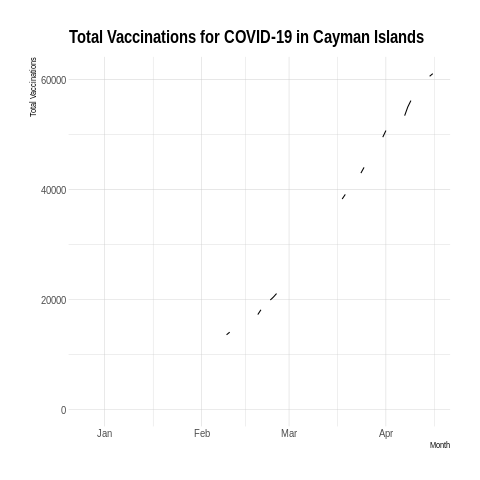 Total Vaccinations for COVID-19 in Cayman Islands
Total Vaccinations
60000
40000
20000
0
Jan Feb Mar Apr
Month